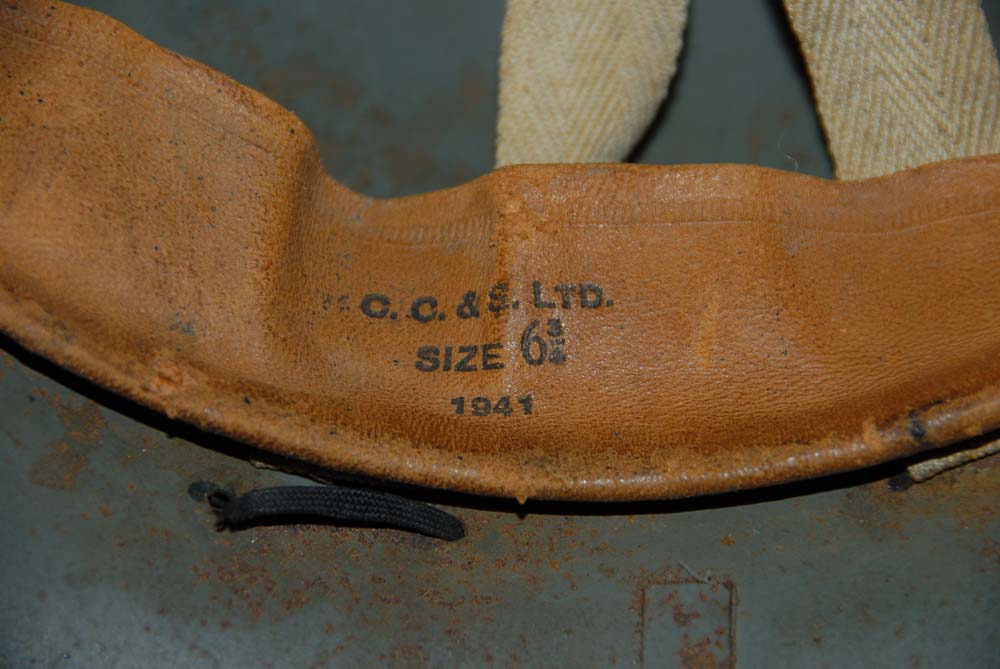 C. C. & S. LTD.
SIZE 6¾
1941